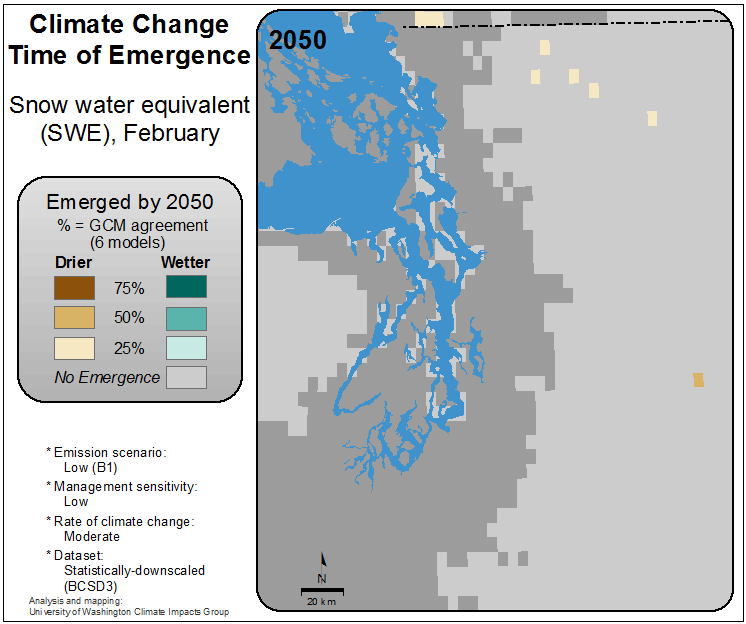 Climate Change
Time of Emergence
Snow water equivalent
(SWE), February
Emerged by 2050
% = GCM agreement
(6 models)
Drier Wetter
75%
50%
25%
No Emergence
* Emission scenario:
Low (B1)
* Management sensitivity:
Low
* Rate of climate change:
Moderate
* Dataset:
Statistically-downscaled
(BCSD3)
Analysis and mapping:
University of Washington Climate Impacts Group
2050
N
20 km